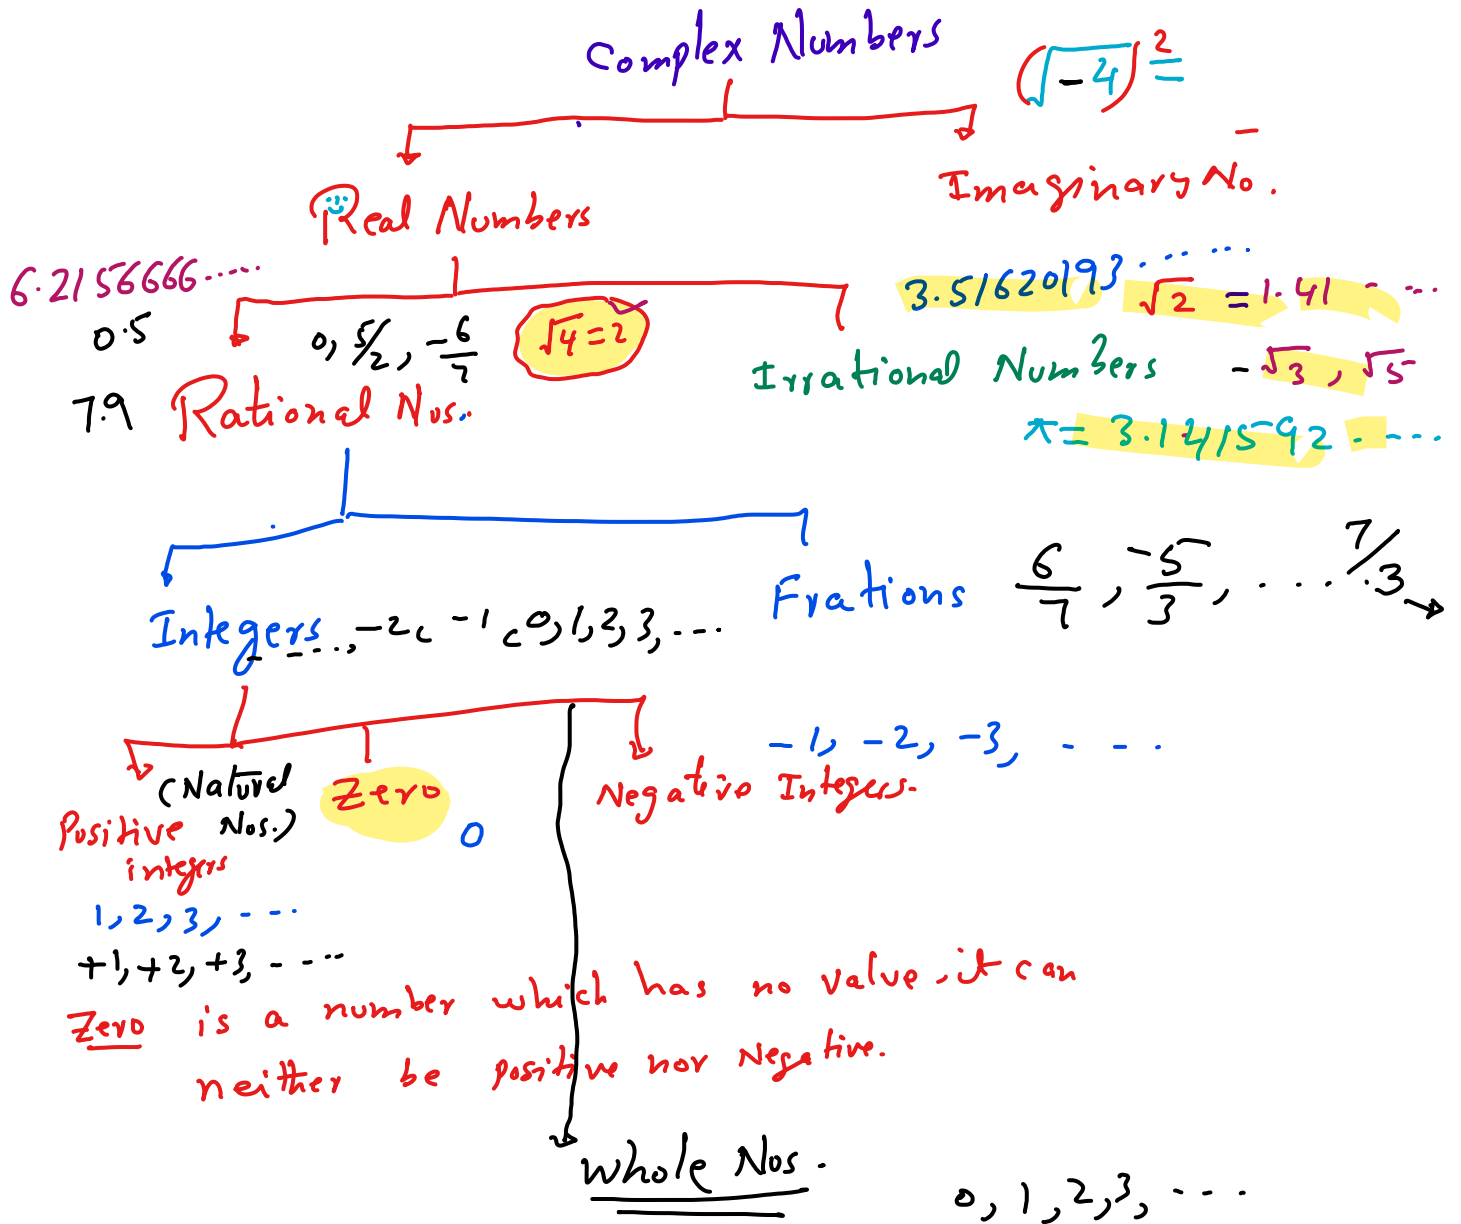 Complex Numbers
(√-4)² =
Real Numbers
Imaginary No.
6.2156666......
0.5
7.9
0, 5/2, -6/7
√4=2
3.51620193......
√2 = 1.41 - ...
Irrational Numbers - √3, √5
π = 3.141592 . ....
Rational Nos.
Integers - - ..., -2, -1, 0, 1, 2, 3, - ...
Frations
6/7, -5/3, .... 7/.3
(Natural Nos.)
Positive integers
1, 2, 3, - ...
+1, +2, +3, - ....
Zero
0
-1, -2, -3, - - - .
Negative Integers.
Zero is a number which has no value. it can
neither be positive nor Negative.
Whole Nos.
0, 1, 2, 3, - ...